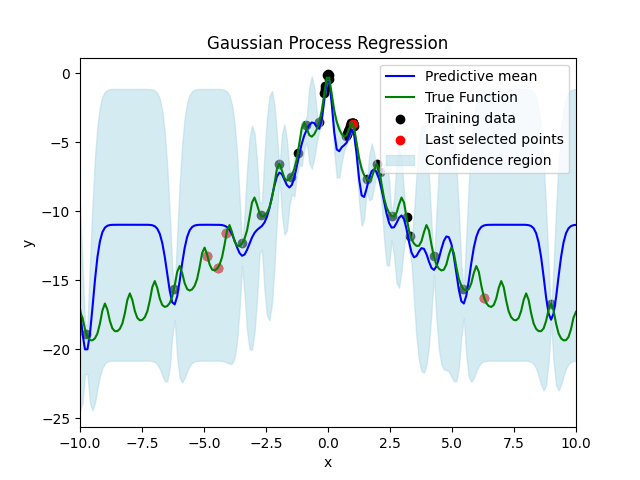 Gaussian Process Regression
Predictive mean
True Function
Training data
Last selected points
Confidence region
y
0
−5
−10
−15
−20
−25
−10.0 −7.5 −5.0 −2.5 0.0 2.5 5.0 7.5 10.0
x